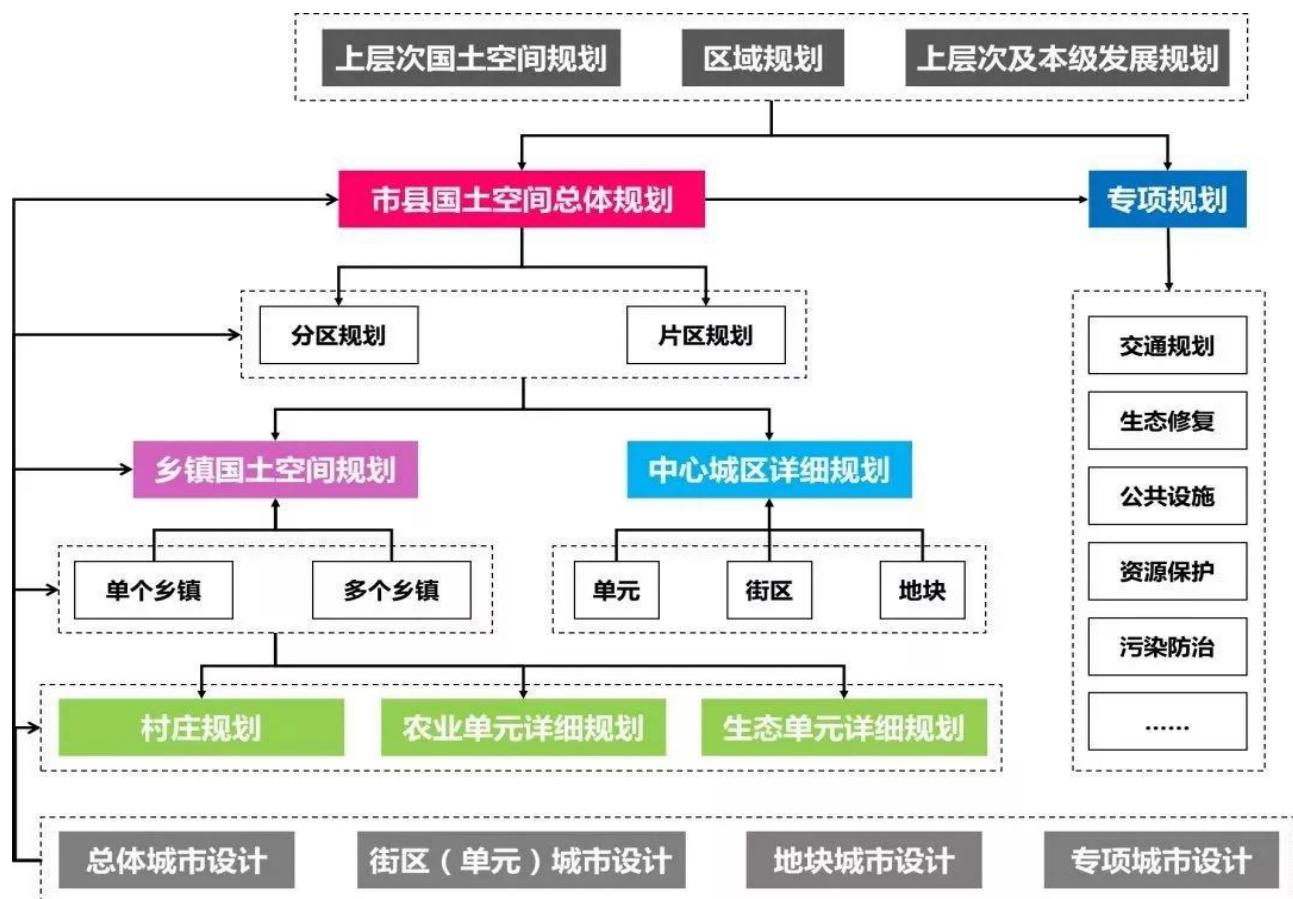 上层次国土空间规划
区域规划
上层次及本级发展规划
市县国土空间总体规划
专项规划
分区规划
片区规划
交通规划
生态修复
公共设施
资源保护
污染防治
……
乡镇国土空间规划
中心城区详细规划
单个乡镇
多个乡镇
单元
街区
地块
村庄规划
农业单元详细规划
生态单元详细规划
总体城市设计
街区（单元）城市设计
地块城市设计
专项城市设计